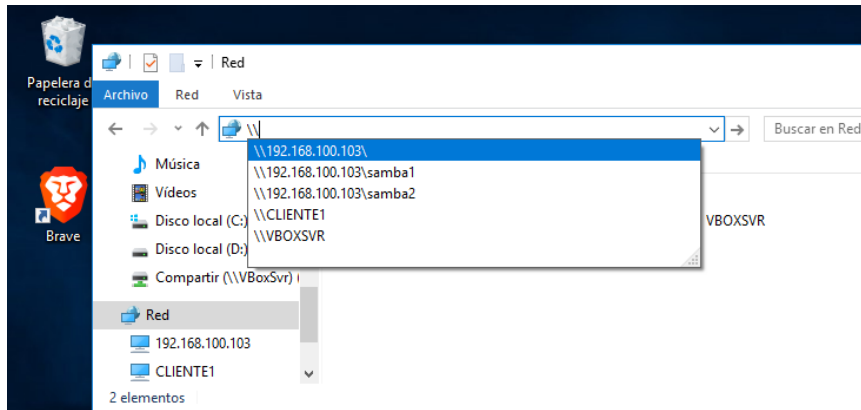 Papelera d
reciclaje
Brave
Red
Archivo Red Vista
\\
Buscar en Red
\\192.168.100.103\
\\192.168.100.103\samba1
\\192.168.100.103\samba2
\\CLIENTE1
\\VBOXSVR
Música
Vídeos
Disco local (C:)
Disco local (D:)
Compartir (\\VBoxSvr) (
Red
192.168.100.103
CLIENTE1
VBOXSVR
2 elementos